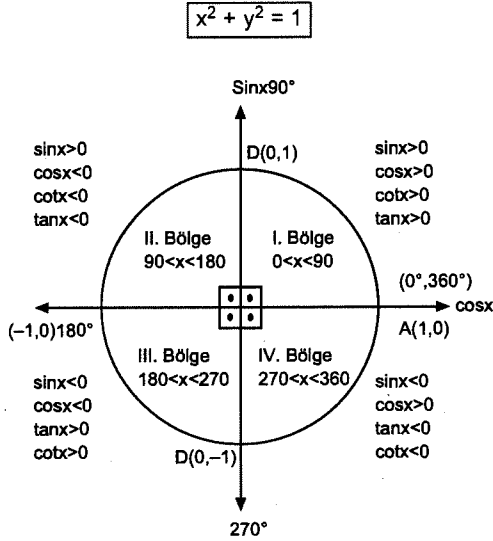 x² + y² = 1
Sinx90°
D(0,1)
sinx>0
cosx<0
cotx<0
tanx<0
sinx>0
cosx>0
cotx>0
tanx>0
II. Bölge
90<x<180
I. Bölge
0<x<90
(0°,360°)
cosx
(–1,0)180°
A(1,0)
III. Bölge
180<x<270
IV. Bölge
270<x<360
sinx<0
cosx<0
tanx>0
cotx>0
sinx<0
cosx>0
tanx<0
cotx<0
D(0,–1)
270°